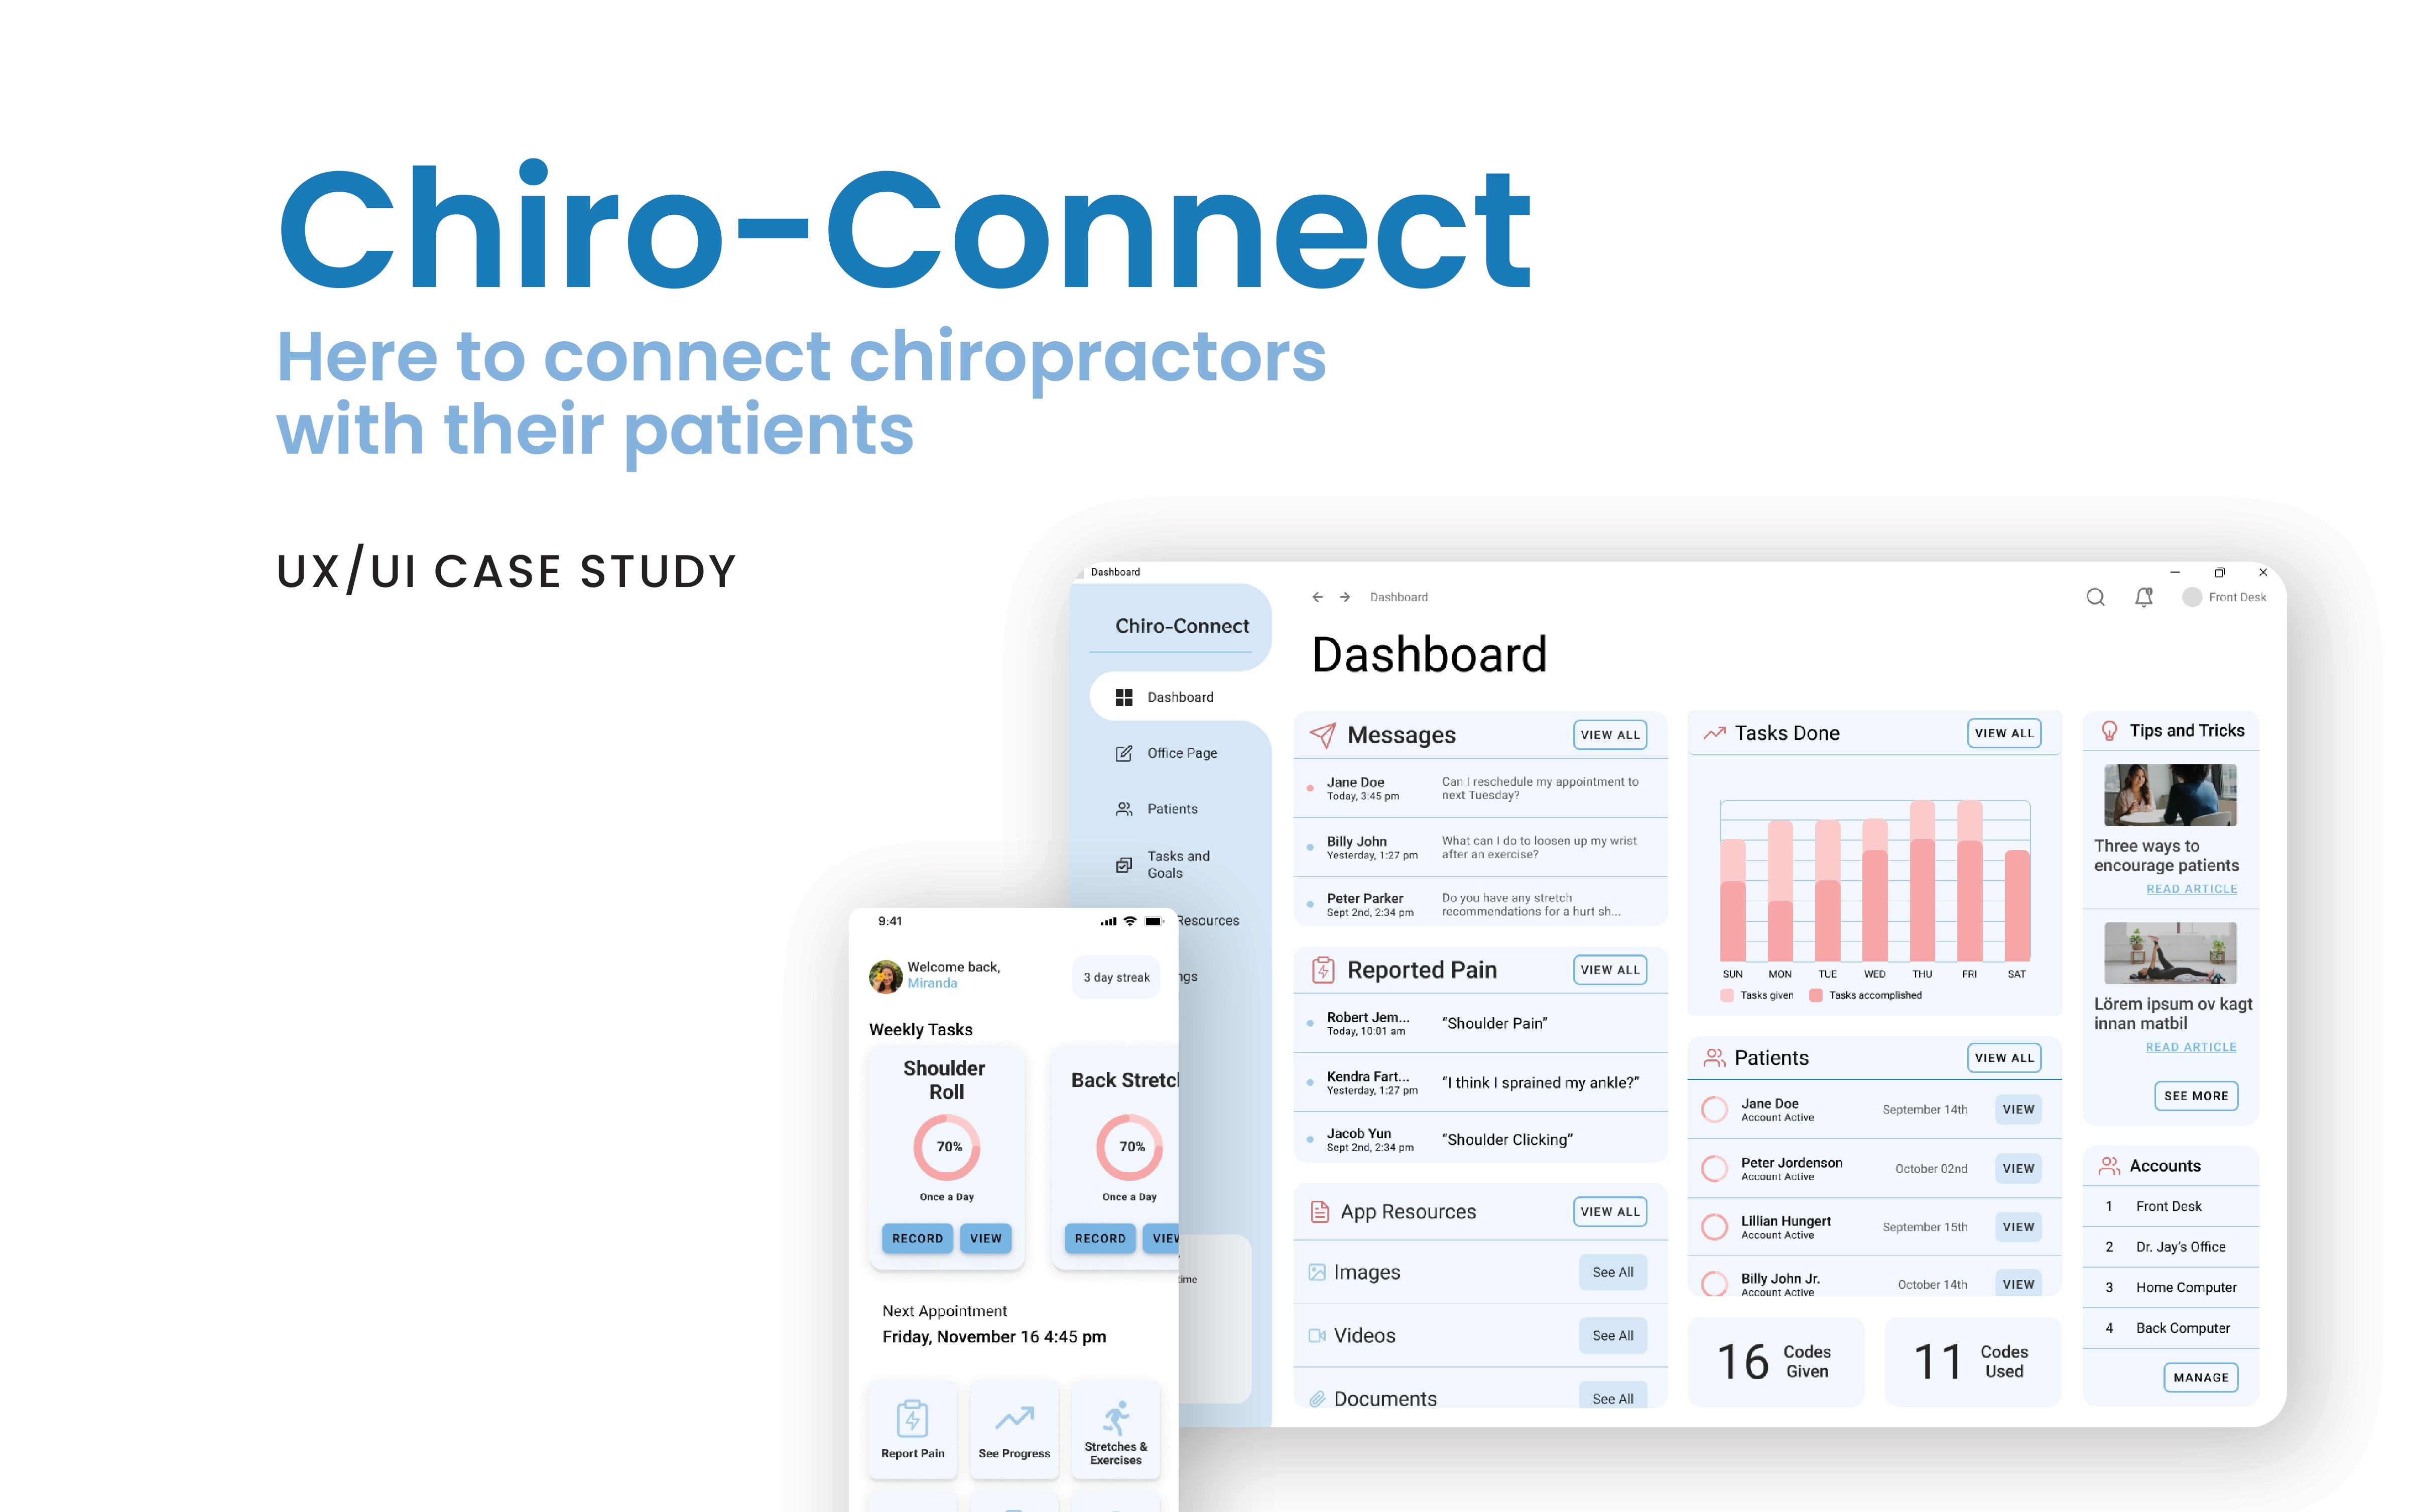 Chiro-Connect
Here to connect chiropractors
with their patients
UX/UI CASE STUDY
Dashboard
Chiro-Connect
Dashboard
Office Page
Patients
Tasks and
Goals
Resources
Dashboard
Front Desk
Dashboard
Messages
VIEW ALL
Jane Doe
Today, 3:45 pm
Can I reschedule my appointment to
next Tuesday?
Billy John
Yesterday, 1:27 pm
What can I do to loosen up my wrist
after an exercise?
Peter Parker
Sept 2nd, 2:34 pm
Do you have any stretch
recommendations for a hurt sh...
Reported Pain
VIEW ALL
Robert Jem...
Today, 10:01 am
“Shoulder Pain”
Kendra Fart...
Yesterday, 1:27 pm
“I think I sprained my ankle?”
Jacob Yun
Sept 2nd, 2:34 pm
“Shoulder Clicking”
App Resources
VIEW ALL
Images
See All
Videos
See All
Documents
See All
Tasks Done
VIEW ALL
SUN MON TUE WED THU FRI SAT
Tasks given
Tasks accomplished
Patients
VIEW ALL
Jane Doe
Account Active
September 14th
VIEW
Peter Jordenson
Account Active
October 02nd
VIEW
Lillian Hungert
Account Active
September 15th
VIEW
Billy John Jr.
Account Active
October 14th
VIEW
16
Codes
Given
11
Codes
Used
Tips and Tricks
Three ways to
encourage patients
READ ARTICLE
Lörem ipsum ov kagt
innan matbil
READ ARTICLE
SEE MORE
Accounts
1 Front Desk
2 Dr. Jay's Office
3 Home Computer
4 Back Computer
MANAGE
9:41
Welcome back,
Miranda
3 day streak
Weekly Tasks
Shoulder
Roll
70%
Once a Day
RECORD
VIEW
Back Stretc
70%
Once a Day
RECORD
VIEW
ngs
time
Next Appointment
Friday, November 16 4:45 pm
Report Pain
See Progress
Stretches &
Exercises